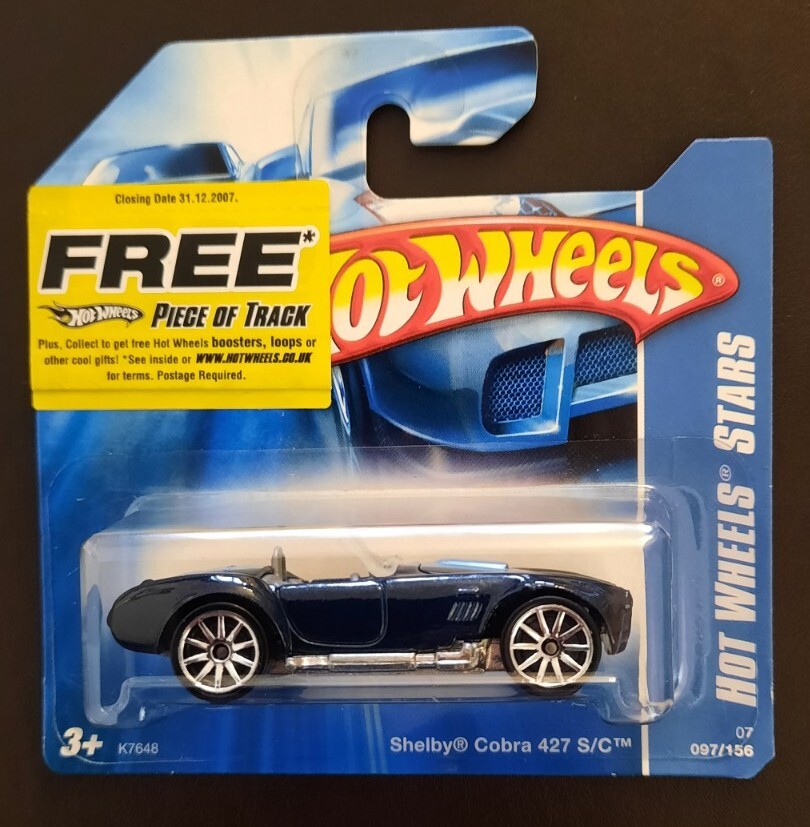 Closing Date 31.12.2007.
FREE*
HOT WHEELS PIECE OF TRACK
Plus, Collect to get free Hot Wheels boosters, loops or
other cool gifts! *See inside or WWW.HOTWHEELS.CO.UK
for terms. Postage Required.
HOT WHEELS®
HOT WHEELS® STARS
3+ K7648
Shelby® Cobra 427 S/C™
07
097/156